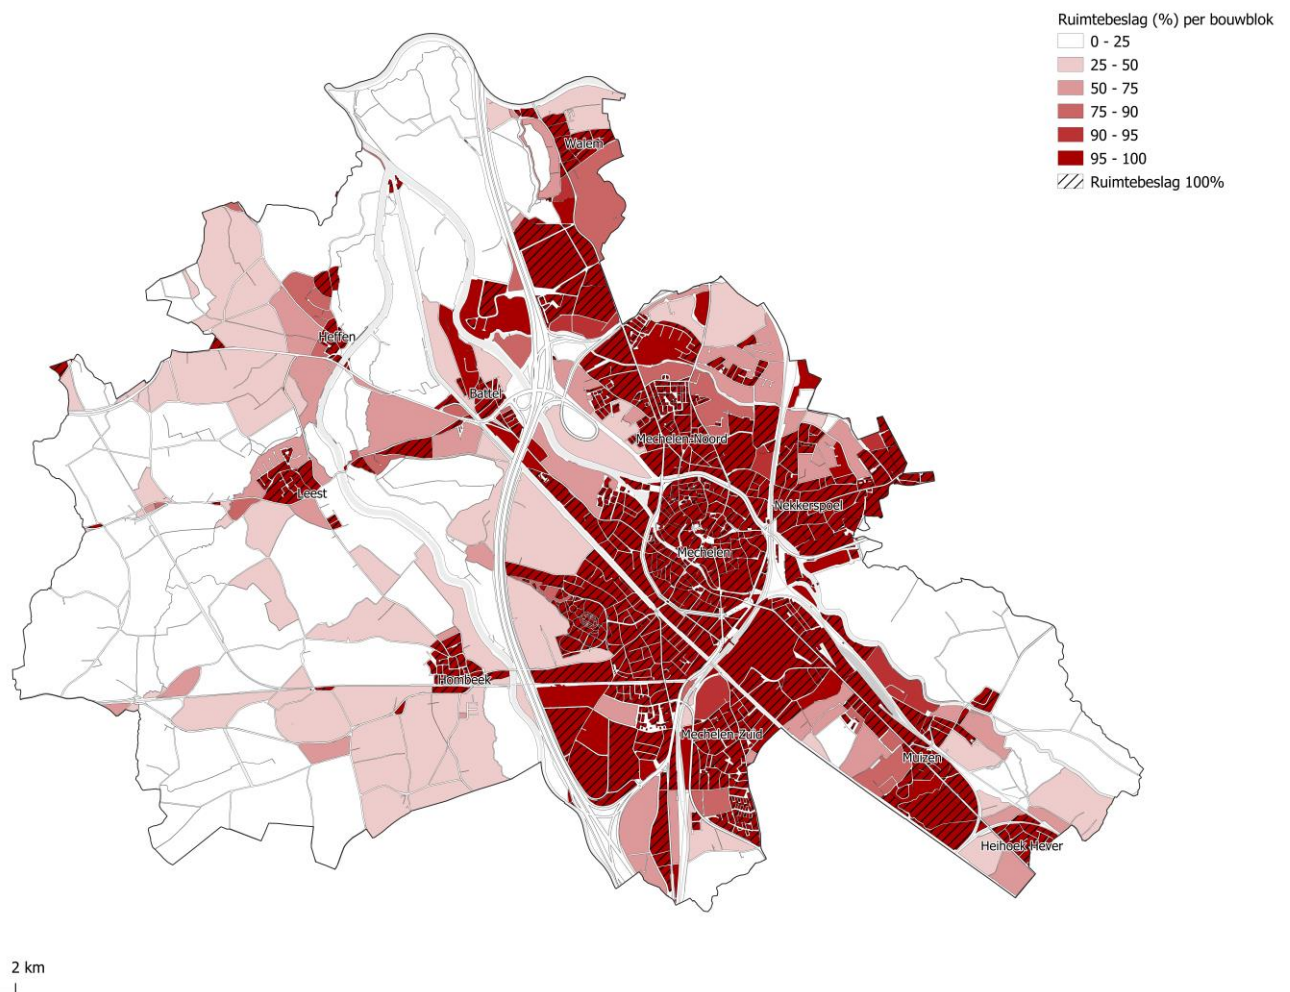 Ruimtebeslag (%) per bouwblok
0 - 25
25 - 50
50 - 75
75 - 90
90 - 95
95 - 100
Ruimtebeslag 100%
Walem
Heffen
Battel
Mechelen-Noord
Leest
Nekkerspoel
Mechelen
Hombeek
Mechelen-Zuid
Muizen
Heihoek Hever
2 km